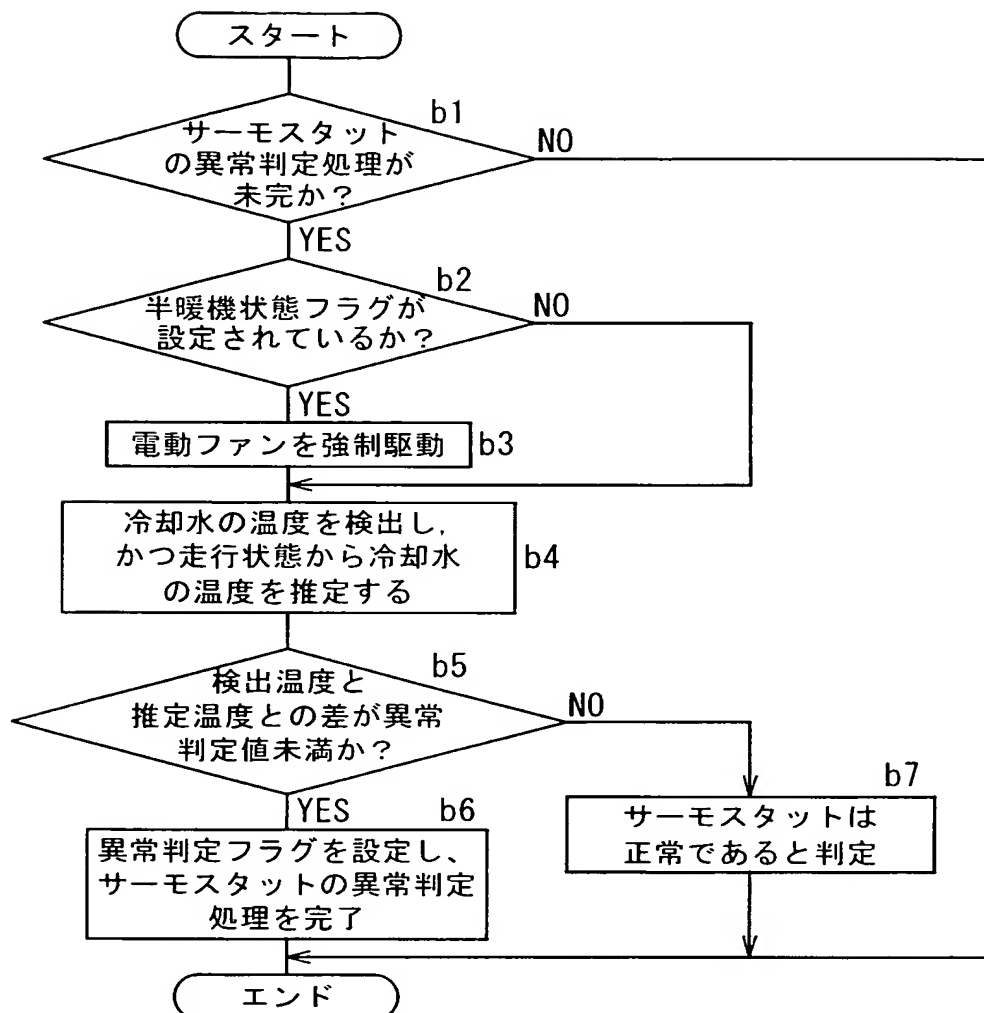 スタート
b1
サーモスタット
の異常判定処理が
未完か？
NO
YES
b2
半暖機状態フラグが
設定されているか？
NO
YES
電動ファンを強制駆動
b3
冷却水の温度を検出し,
かつ走行状態から冷却水
の温度を推定する
b4
b5
検出温度と
推定温度との差が異常
判定値未満か？
NO
YES
b6
異常判定フラグを設定し、
サーモスタットの異常判定
処理を完了
b7
サーモスタットは
正常であると判定
エンド